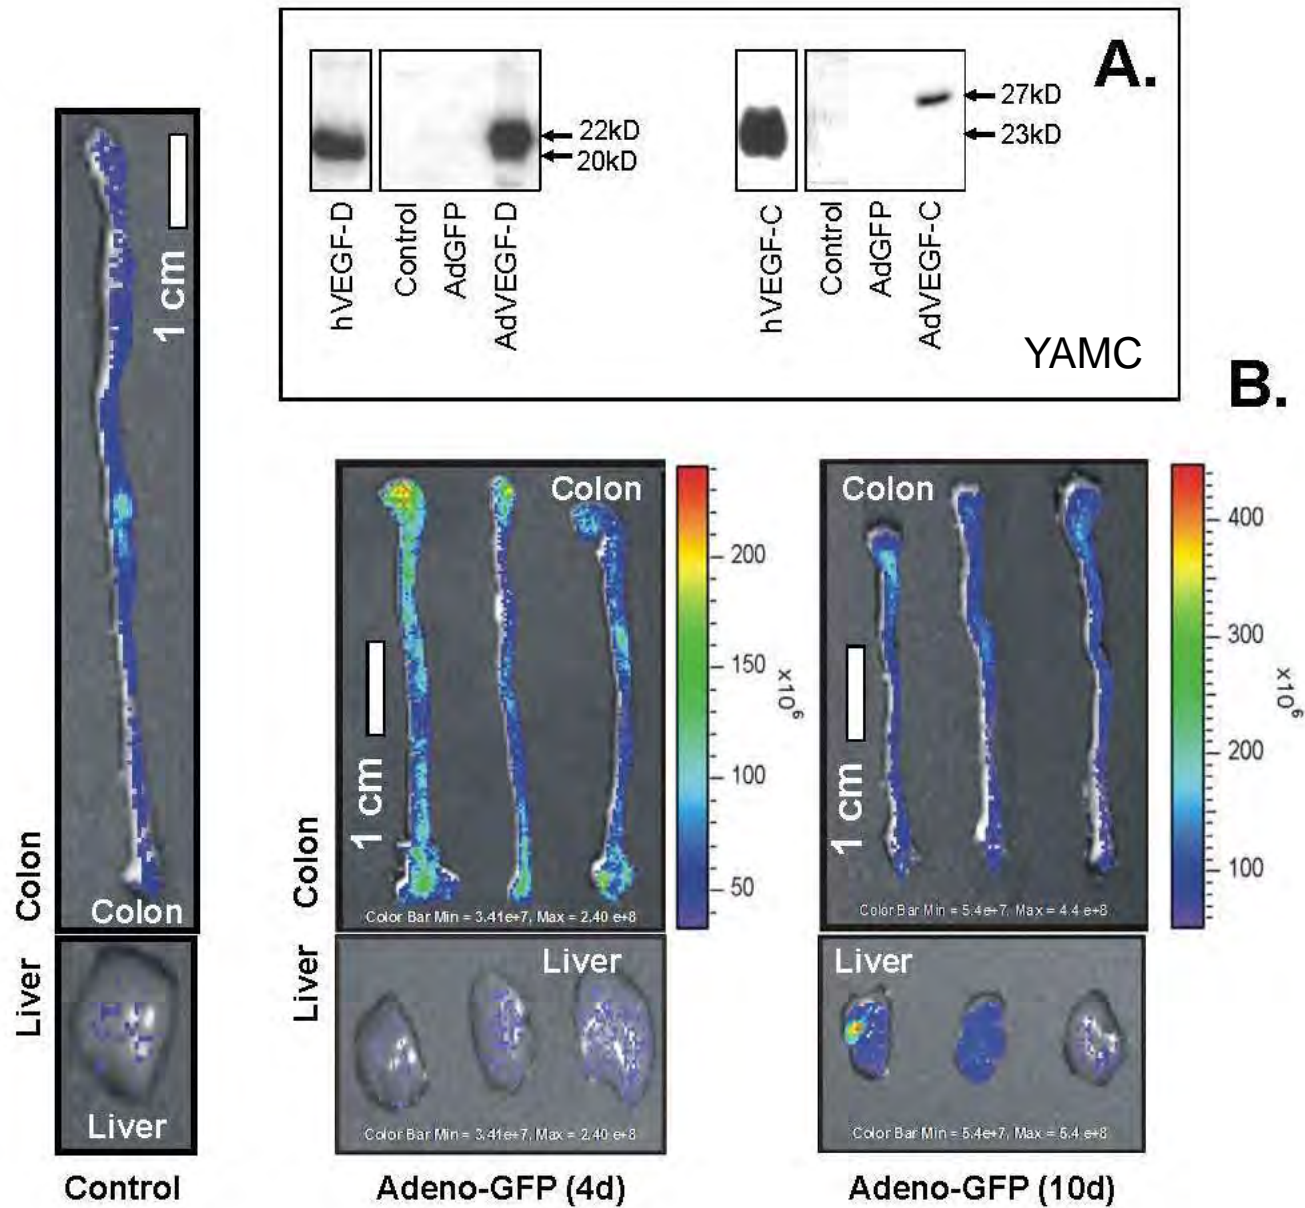 A.
22kD
20kD
27kD
23kD
hVEGF-D
Control
AdGFP
AdVEGF-D
hVEGF-C
Control
AdGFP
AdVEGF-C
YAMC
B.
1 cm
Colon
Colon
Liver
Liver
Control
Colon
1 cm
Colon
Color Bar Min = 3.41e+7, Max = 2.40 e+8
200
150
100
50
x10⁶
Liver
Liver
Color Bar Min = 3.41e+7, Max = 2.40 e+8
Adeno-GFP (4d)
Colon
1 cm
Color Bar Min = 5.4e+7, Max = 4.4 e+8
400
300
200
100
x10⁶
Liver
Color Bar Min = 5.4e+7, Max = 5.4 e+8
Adeno-GFP (10d)